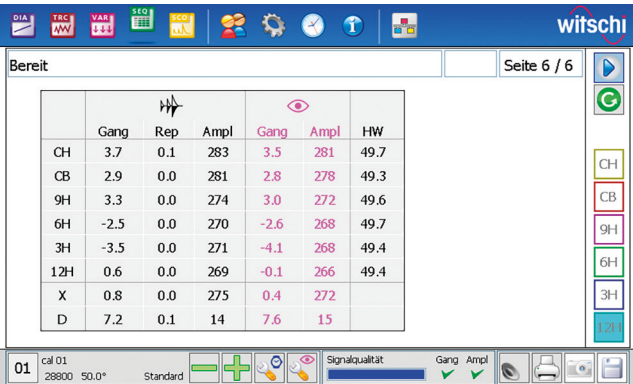 DIA TRC VAR SEQ SCO witschi
Bereit Seite 6 / 6
Gang Rep Ampl Gang Ampl HW
CH 3.7 0.1 283 3.5 281 49.7
CB 2.9 0.0 281 2.8 278 49.3
9H 3.3 0.0 274 3.0 272 49.6
6H -2.5 0.0 270 -2.6 268 49.7
3H -3.5 0.0 271 -4.1 268 49.4
12H 0.6 0.0 269 -0.1 266 49.4
X 0.8 0.0 275 0.4 272
D 7.2 0.1 14 7.6 15
CH
CB
9H
6H
3H
12H
01 cal 01 Signalqualität Gang Ampl
28800 50.0° Standard